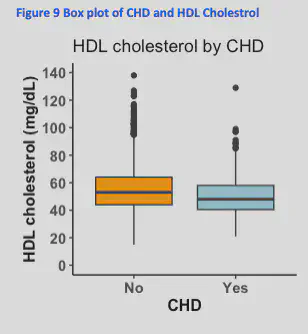 Figure 9 Box plot of CHD and HDL Cholestrol
HDL cholesterol by CHD
HDL cholesterol (mg/dL)
140
120
100
80
60
40
20
0
No Yes
CHD